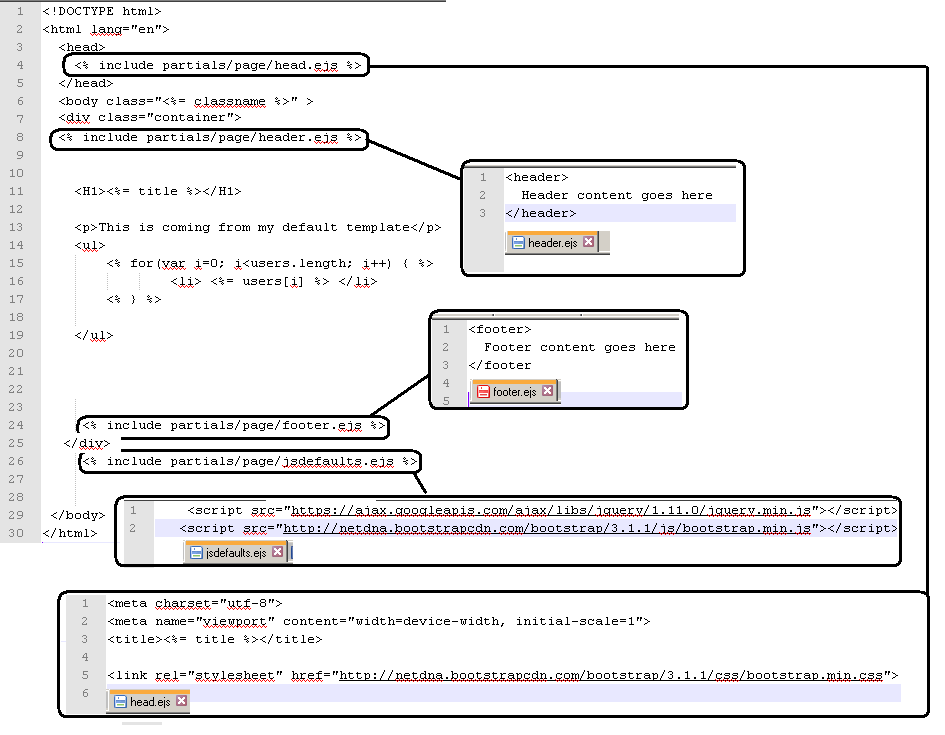 1 <!DOCTYPE html>
2 <html lang="en">
3 <head>
4 <% include partials/page/head.ejs %>
5 </head>
6 <body class="<%= classname %>" >
7 <div class="container">
8 <% include partials/page/header.ejs %>
9
10
11 <H1><%= title %></H1>
12
13 <p>This is coming from my default template</p>
14 <ul>
15 <% for(var i=0; i<users.length; i++) { %>
16 <li> <%= users[i] %> </li>
17 <% } %>
18
19 </ul>
20
21
22
23
24 <% include partials/page/footer.ejs %>
25 </div>
26 <% include partials/page/jsdefaults.ejs %>
27
28
29 </body>
30 </html>
1 <header>
2 Header content goes here
3 </header>
header.ejs
1 <footer>
2 Footer content goes here
3 </footer
4
footer.ejs
5
1 <script src="https://ajax.googleapis.com/ajax/libs/jquery/1.11.0/jquery.min.js"></script>
2 <script src="http://netdna.bootstrapcdn.com/bootstrap/3.1.1/js/bootstrap.min.js"></script>
jsdefaults.ejs
1 <meta charset="utf-8">
2 <meta name="viewport" content="width=device-width, initial-scale=1">
3 <title><%= title %></title>
4
5 <link rel="stylesheet" href="http://netdna.bootstrapcdn.com/bootstrap/3.1.1/css/bootstrap.min.css">
6
head.ejs